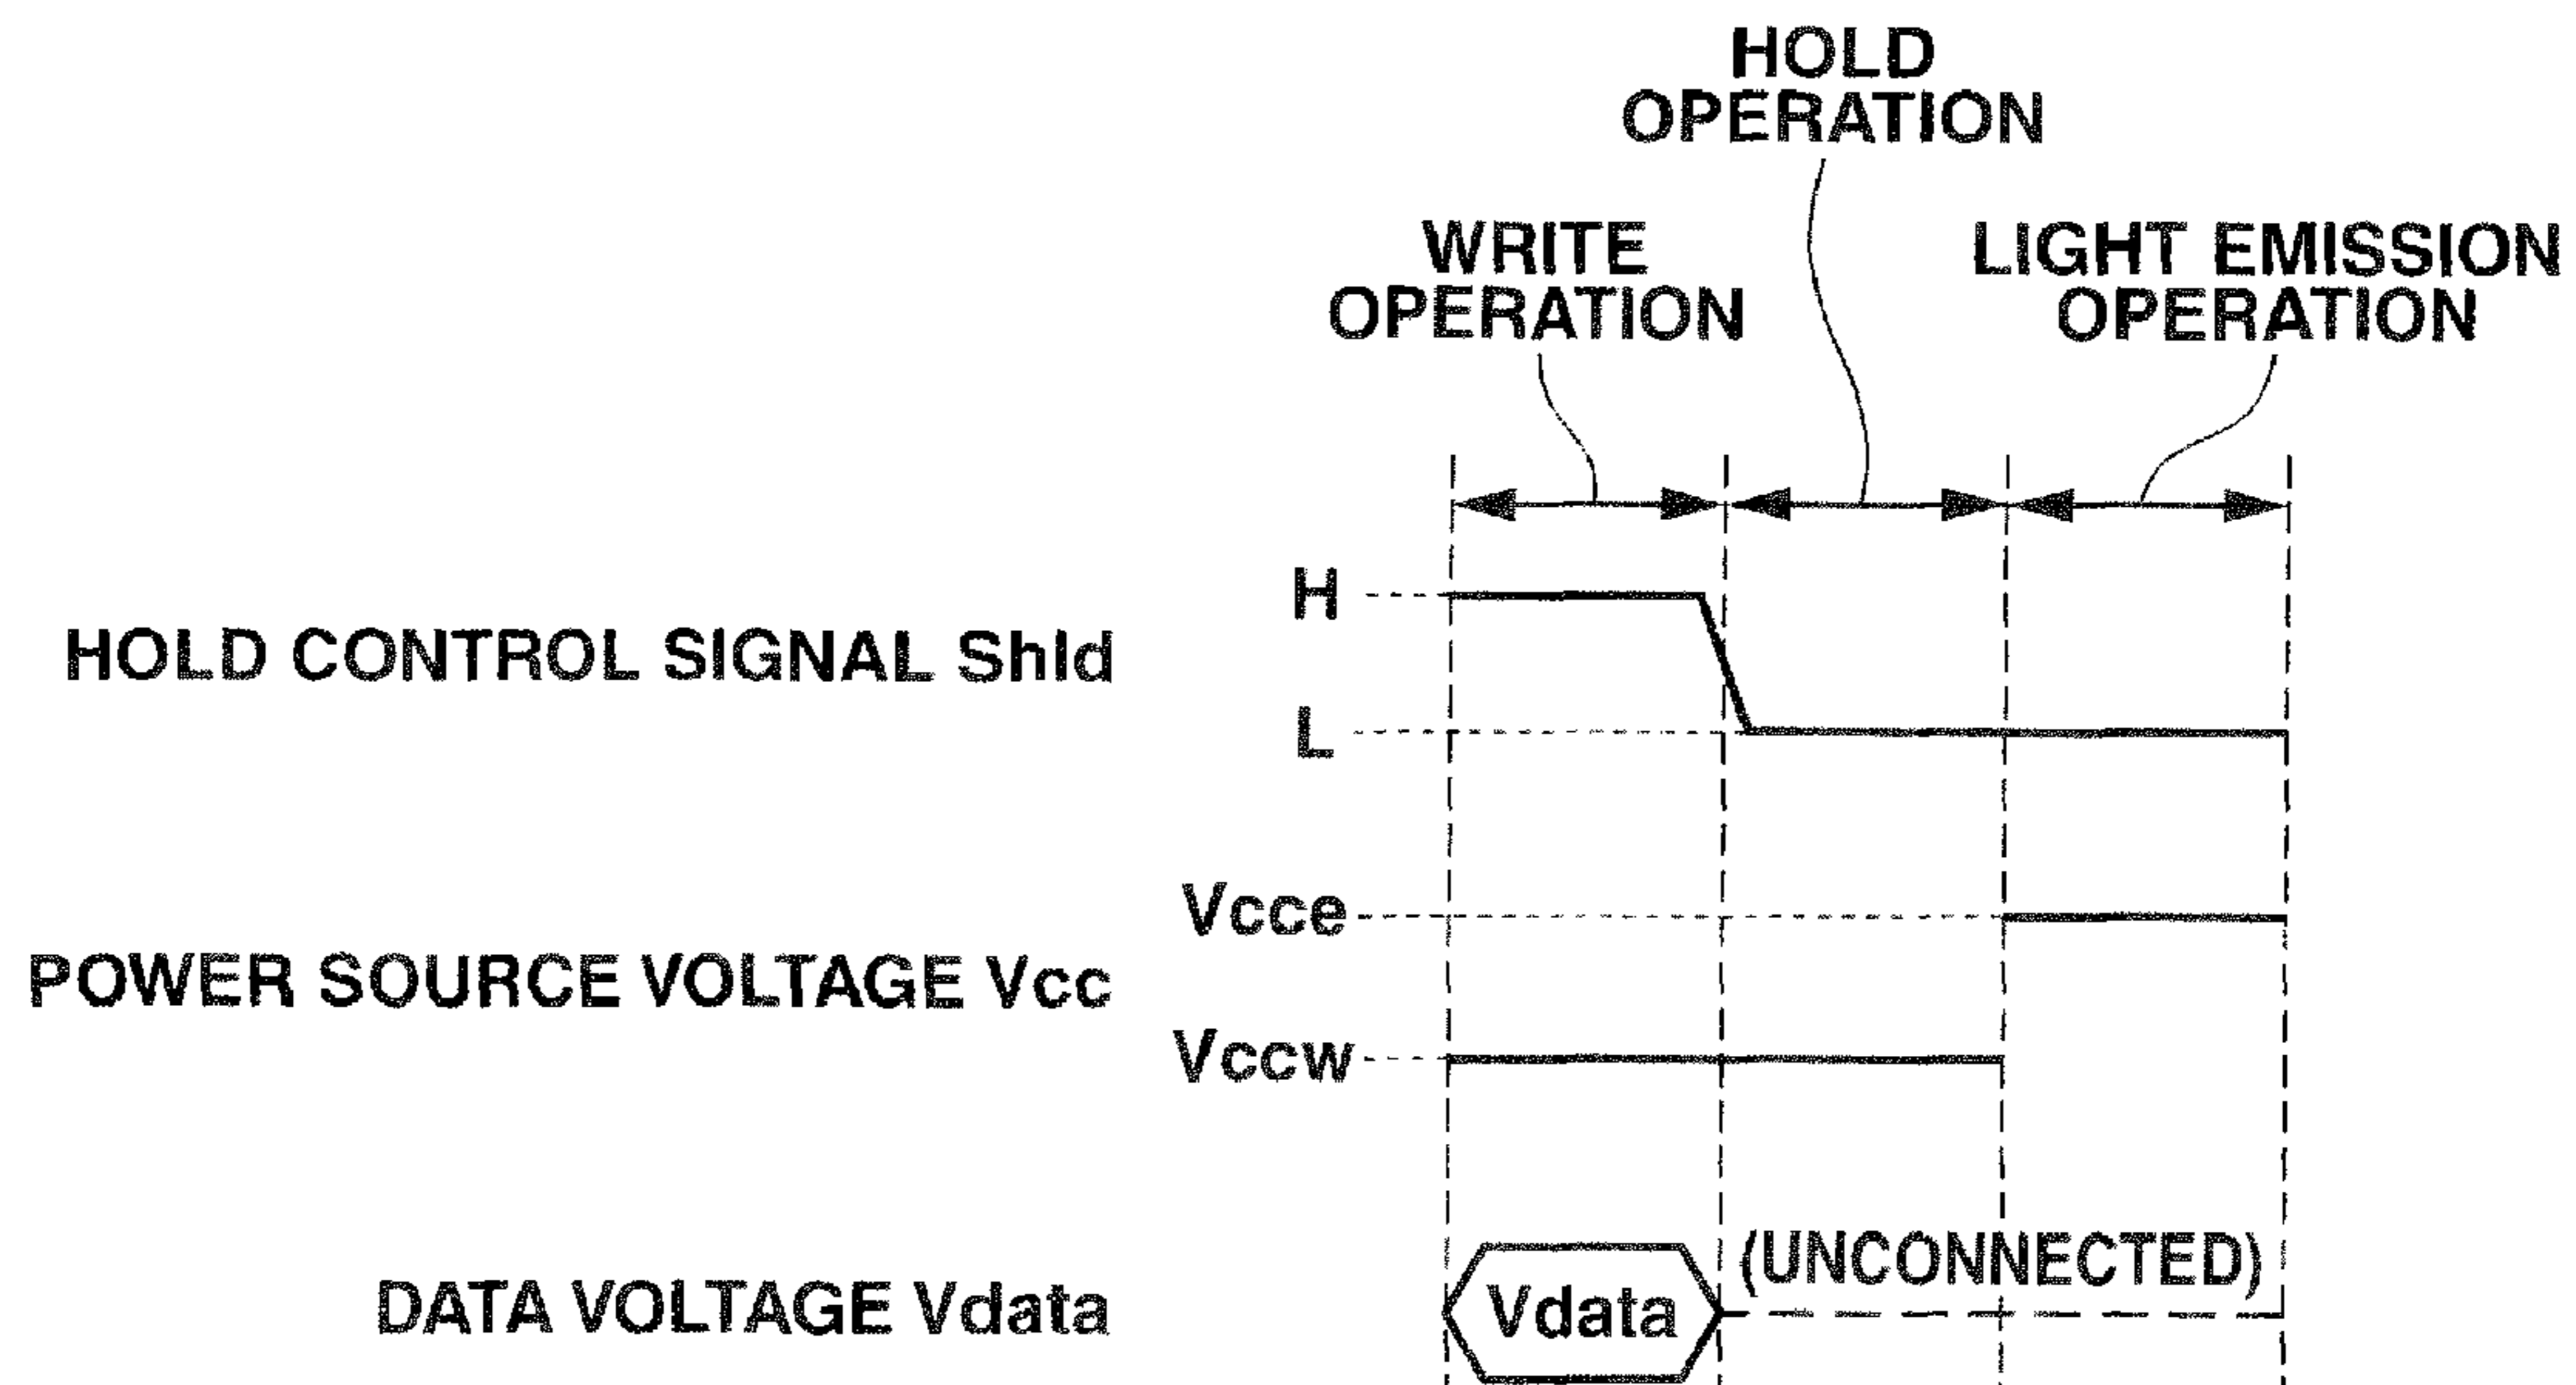 HOLD
OPERATION
WRITE
OPERATION
LIGHT EMISSION
OPERATION
H
HOLD CONTROL SIGNAL Shld
L
Vcce
POWER SOURCE VOLTAGE Vcc
Vccw
(UNCONNECTED)
DATA VOLTAGE Vdata
Vdata